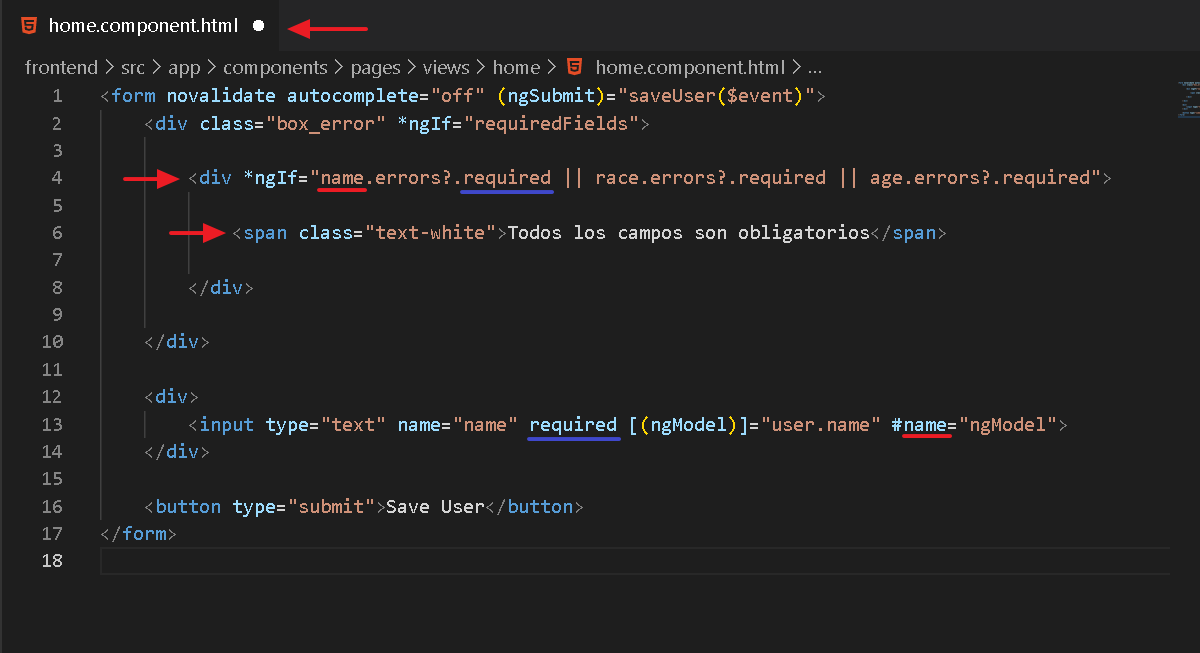 home.component.html
frontend > src > app > components > pages > views > home > home.component.html > ...
1 <form novalidate autocomplete="off" (ngSubmit)="saveUser($event)">
2 <div class="box_error" *ngIf="requiredFields">
3
4 <div *ngIf="name.errors?.required || race.errors?.required || age.errors?.required">
5
6 <span class="text-white">Todos los campos son obligatorios</span>
7
8 </div>
9
10 </div>
11
12 <div>
13 <input type="text" name="name" required [(ngModel)]="user.name" #name="ngModel">
14 </div>
15
16 <button type="submit">Save User</button>
17 </form>
18